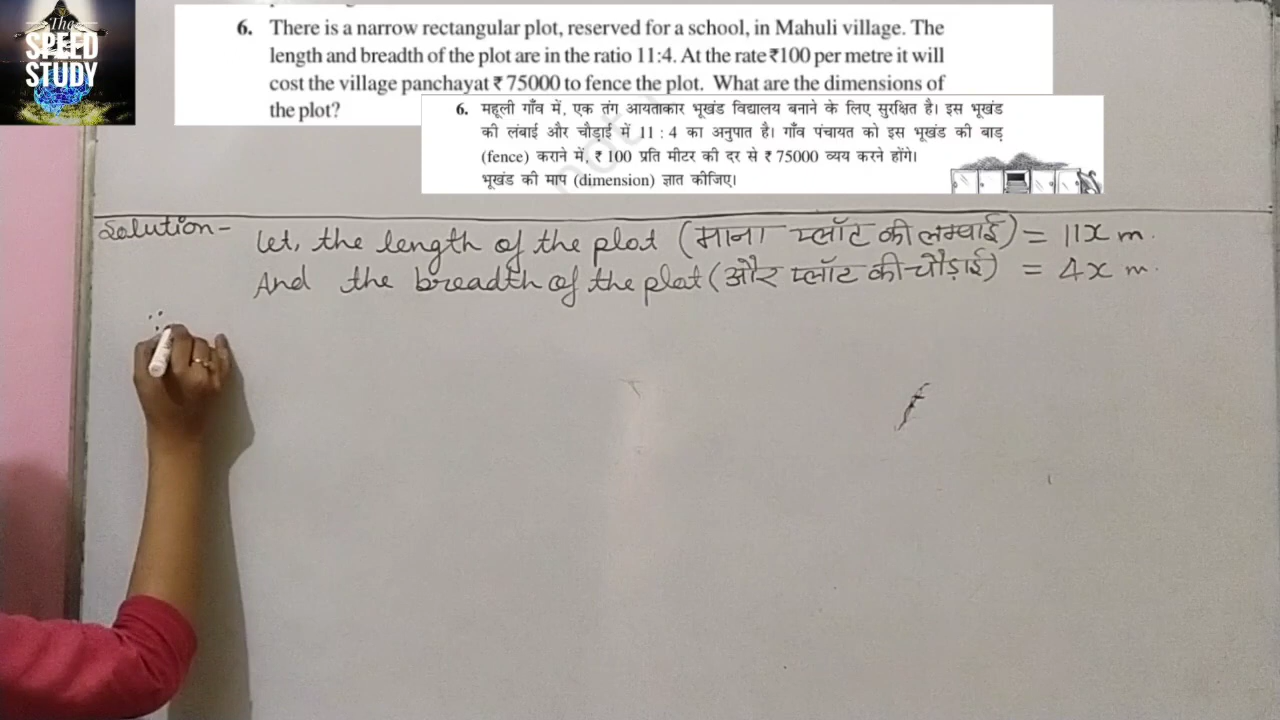 The
SPEED
STUDY
6. There is a narrow rectangular plot, reserved for a school, in Mahuli village. The
length and breadth of the plot are in the ratio 11:4. At the rate ₹100 per metre it will
cost the village panchayat ₹ 75000 to fence the plot. What are the dimensions of
the plot?
6. महूली गाँव में, एक तंग आयताकार भूखंड विद्यालय बनाने के लिए सुरक्षित है। इस भूखंड
की लंबाई और चौड़ाई में 11 : 4 का अनुपात है। गाँव पंचायत को इस भूखंड की बाड़
(fence) कराने में, ₹ 100 प्रति मीटर की दर से ₹ 75000 व्यय करने होंगे।
भूखंड की माप (dimension) ज्ञात कीजिए।
Solution-
Let, the length of the plot (माना प्लॉट की लम्बाई) = 11x m.
And the breadth of the plot (और प्लॉट की चौड़ाई) = 4x m.